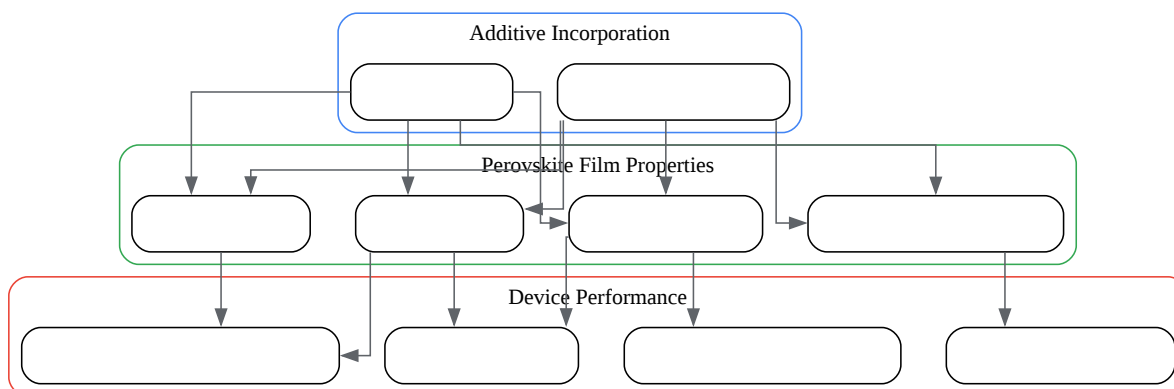 Additive Incorporation
Perovskite Film Properties
Device Performance